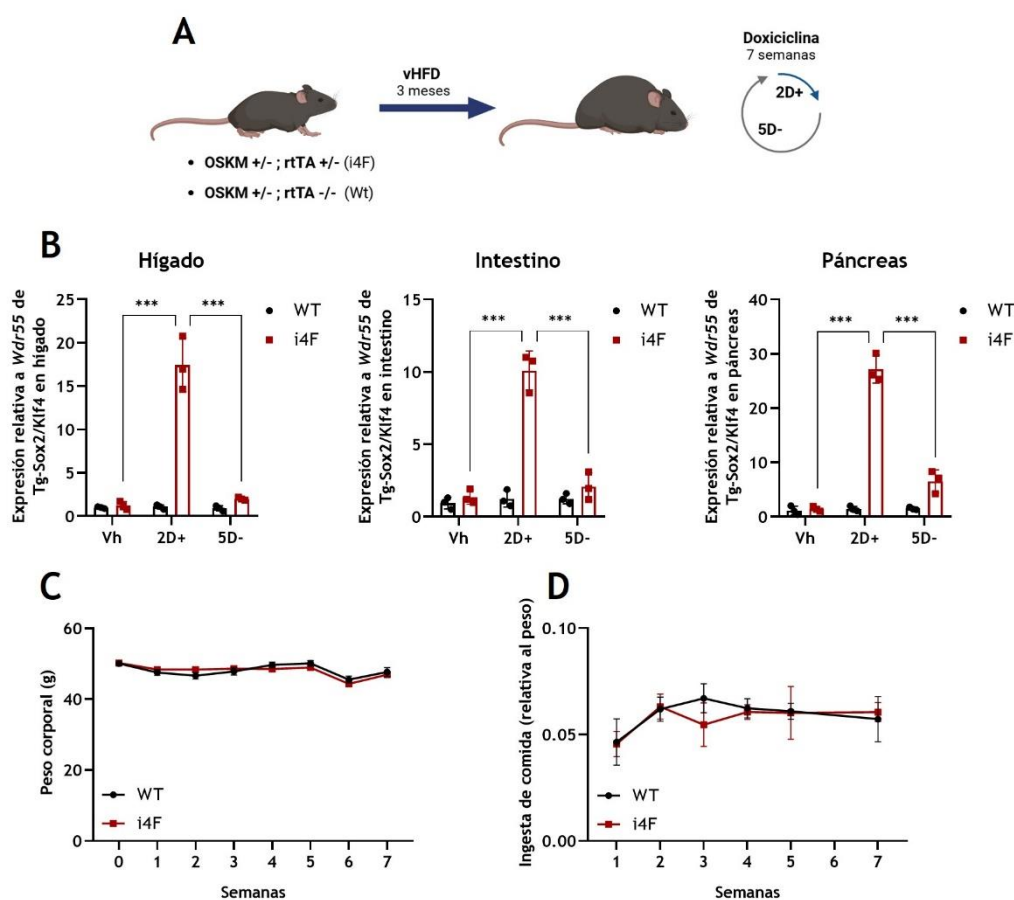 A
vHFD
3 meses
Doxiciclina
7 semanas
2D+
5D-
• OSKM +/- ; rtTA +/- (i4F)
• OSKM +/- ; rtTA -/- (Wt)
B
Hígado
Expresión relativa a Wdr55 de
Tg-Sox2/Klf4 en hígado
25
20
15
10
5
0
***
***
WT
i4F
Vh
2D+
5D-
Intestino
Expresión relativa a Wdr55 de
Tg-Sox2/Klf4 en intestino
15
10
5
0
***
***
WT
i4F
Vh
2D+
5D-
Páncreas
Expresión relativa a Wdr55 de
Tg-Sox2/Klf4 en páncreas
40
30
20
10
0
***
***
WT
i4F
Vh
2D+
5D-
C
Peso corporal (g)
60
40
20
0
WT
i4F
0 1 2 3 4 5 6 7
Semanas
D
Ingesta de comida (relativa al peso)
0.10
0.05
0.00
WT
i4F
1 2 3 4 5 7
Semanas